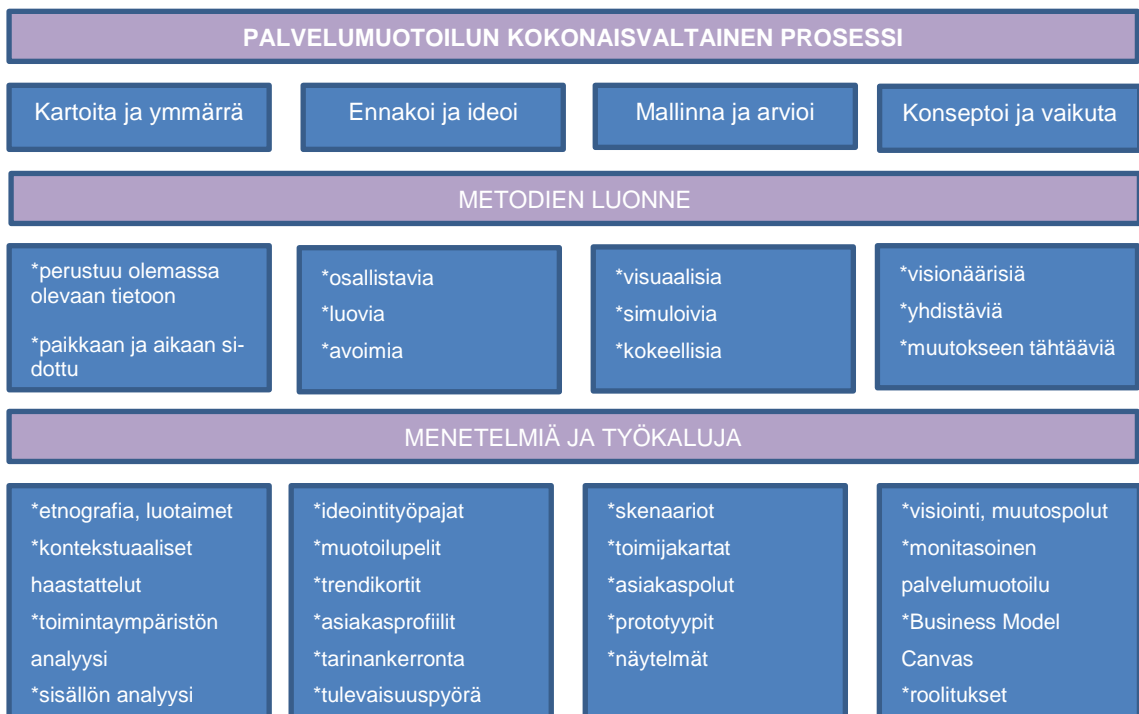 PALVELUMUOTOILUN KOKONAISVALTAINEN PROSESSI
Kartoita ja ymmärrä
Ennakoi ja ideoi
Mallinna ja arvioi
Konseptoi ja vaikuta
METODIEN LUONNE
*perustuu olemassa
olevaan tietoon
*paikkaan ja aikaan si-
dottu
*osallistavia
*luovia
*avoimia
*visuaalisia
*simuloivia
*kokeellisia
*visionäärisiä
*yhdistäviä
*muutokseen tähtääviä
MENETELMIÄ JA TYÖKALUJA
*etnografia, luotaimet
*kontekstuaaliset
haastattelut
*toimintaympäristön
analyysi
*sisällön analyysi
*ideointityöpajat
*muotoilupelit
*trendikortit
*asiakasprofiilit
*tarinankerronta
*tulevaisuuspyörä
*skenaariot
*toimijakartat
*asiakaspolut
*prototyypit
*näytelmät
*visiointi, muutospolut
*monitasoinen
palvelumuotoilu
*Business Model
Canvas
*roolitukset